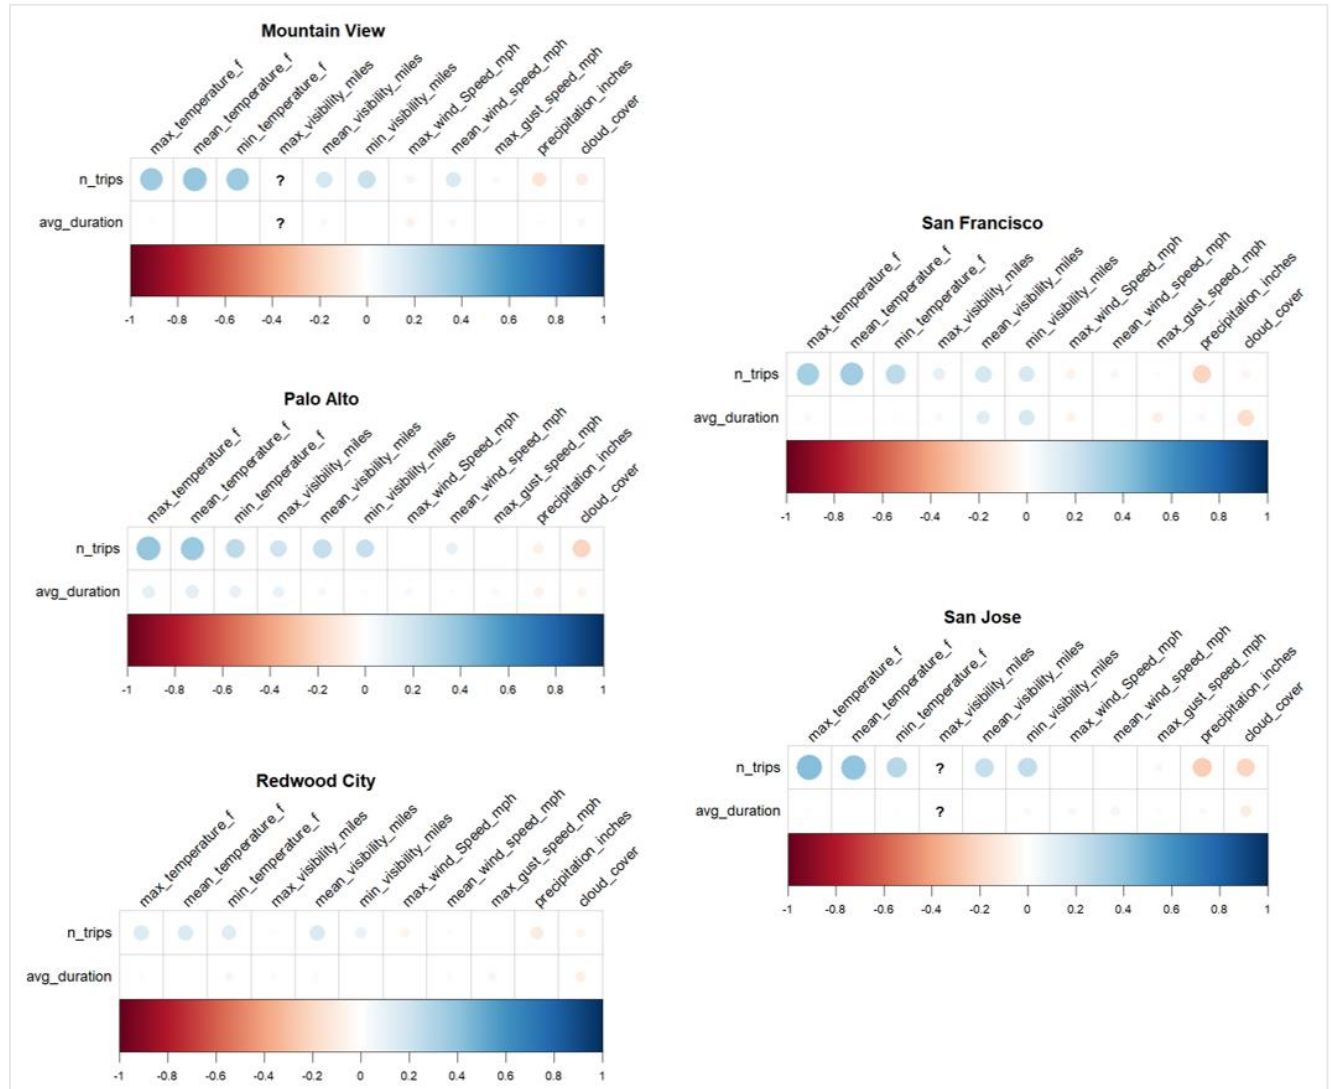 Mountain View
max_temperature_f
mean_temperature_f
min_temperature_f
max_visibility_miles
mean_visibility_miles
min_visibility_miles
max_wind_Speed_mph
mean_wind_speed_mph
max_gust_speed_mph
precipitation_inches
cloud_cover
n_trips ?
avg_duration ?
-1 -0.8 -0.6 -0.4 -0.2 0 0.2 0.4 0.6 0.8 1
Palo Alto
max_temperature_f
mean_temperature_f
min_temperature_f
max_visibility_miles
mean_visibility_miles
min_visibility_miles
max_wind_Speed_mph
mean_wind_speed_mph
max_gust_speed_mph
precipitation_inches
cloud_cover
n_trips
avg_duration
-1 -0.8 -0.6 -0.4 -0.2 0 0.2 0.4 0.6 0.8 1
Redwood City
max_temperature_f
mean_temperature_f
min_temperature_f
max_visibility_miles
mean_visibility_miles
min_visibility_miles
max_wind_Speed_mph
mean_wind_speed_mph
max_gust_speed_mph
precipitation_inches
cloud_cover
n_trips
avg_duration
-1 -0.8 -0.6 -0.4 -0.2 0 0.2 0.4 0.6 0.8 1
San Francisco
max_temperature_f
mean_temperature_f
min_temperature_f
max_visibility_miles
mean_visibility_miles
min_visibility_miles
max_wind_Speed_mph
mean_wind_speed_mph
max_gust_speed_mph
precipitation_inches
cloud_cover
n_trips
avg_duration
-1 -0.8 -0.6 -0.4 -0.2 0 0.2 0.4 0.6 0.8 1
San Jose
max_temperature_f
mean_temperature_f
min_temperature_f
max_visibility_miles
mean_visibility_miles
min_visibility_miles
max_wind_Speed_mph
mean_wind_speed_mph
max_gust_speed_mph
precipitation_inches
cloud_cover
n_trips ?
avg_duration ?
-1 -0.8 -0.6 -0.4 -0.2 0 0.2 0.4 0.6 0.8 1